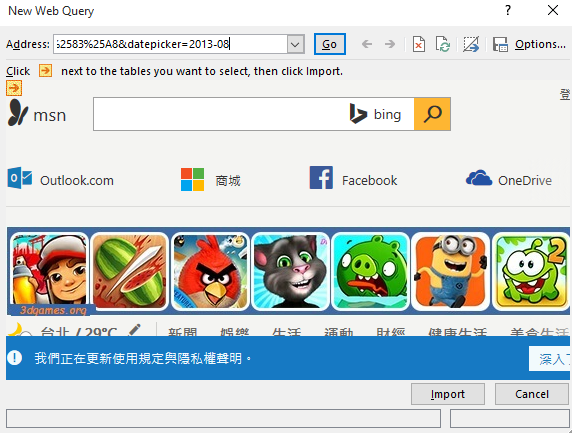 New Web Query
Address: %2583%25A8&datepicker=2013-08
Go
Options...
Click next to the tables you want to select, then click Import.
msn
bing
登
Outlook.com
商城
Facebook
OneDrive
2
3dgames.org
台北 / 29°C
新聞 娛樂 生活 運動 財經 健康生活 美食生活
我們正在更新使用規定與隱私權聲明。
深入了
Import
Cancel